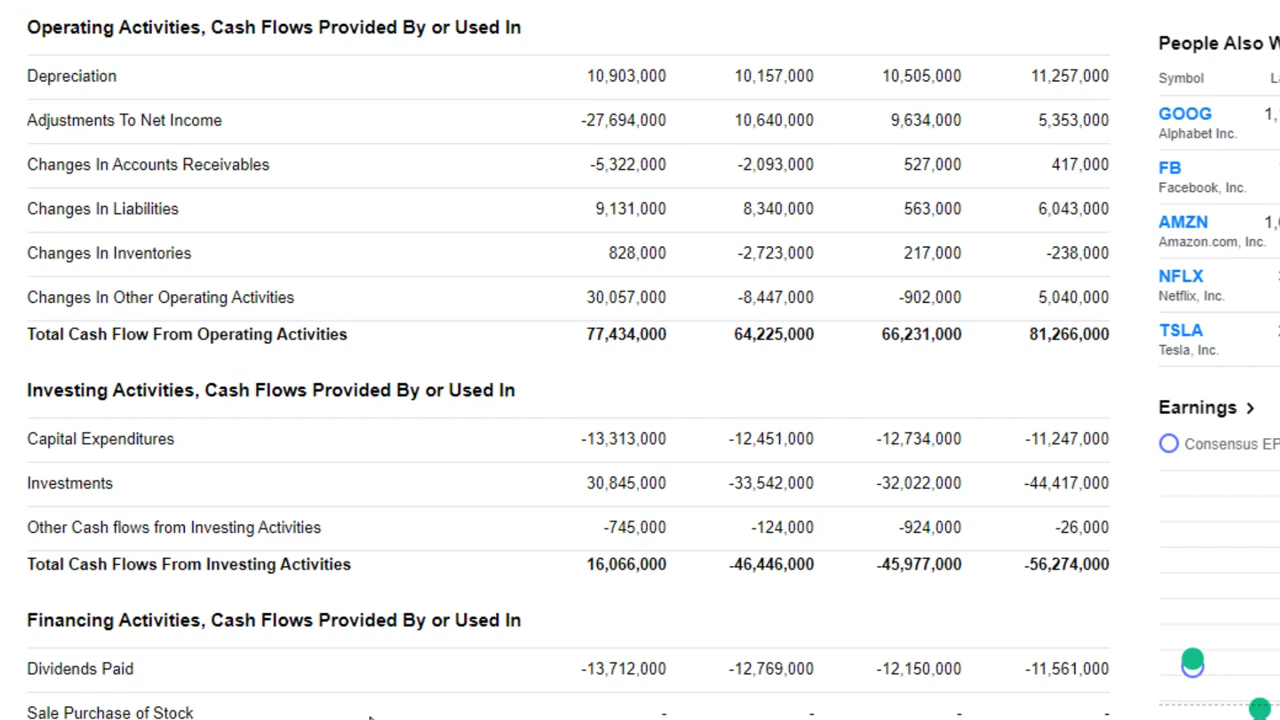 Operating Activities, Cash Flows Provided By or Used In
Depreciation 10,903,000 10,157,000 10,505,000 11,257,000
Adjustments To Net Income -27,694,000 10,640,000 9,634,000 5,353,000
Changes In Accounts Receivables -5,322,000 -2,093,000 527,000 417,000
Changes In Liabilities 9,131,000 8,340,000 563,000 6,043,000
Changes In Inventories 828,000 -2,723,000 217,000 -238,000
Changes In Other Operating Activities 30,057,000 -8,447,000 -902,000 5,040,000
Total Cash Flow From Operating Activities 77,434,000 64,225,000 66,231,000 81,266,000
Investing Activities, Cash Flows Provided By or Used In
Capital Expenditures -13,313,000 -12,451,000 -12,734,000 -11,247,000
Investments 30,845,000 -33,542,000 -32,022,000 -44,417,000
Other Cash flows from Investing Activities -745,000 -124,000 -924,000 -26,000
Total Cash Flows From Investing Activities 16,066,000 -46,446,000 -45,977,000 -56,274,000
Financing Activities, Cash Flows Provided By or Used In
Dividends Paid -13,712,000 -12,769,000 -12,150,000 -11,561,000
Sale Purchase of Stock - - - -
People Also
Symbol
GOOG
Alphabet Inc.
FB
Facebook, Inc.
AMZN
Amazon.com, Inc.
NFLX
Netflix, Inc.
TSLA
Tesla, Inc.
Earnings >
Consensus